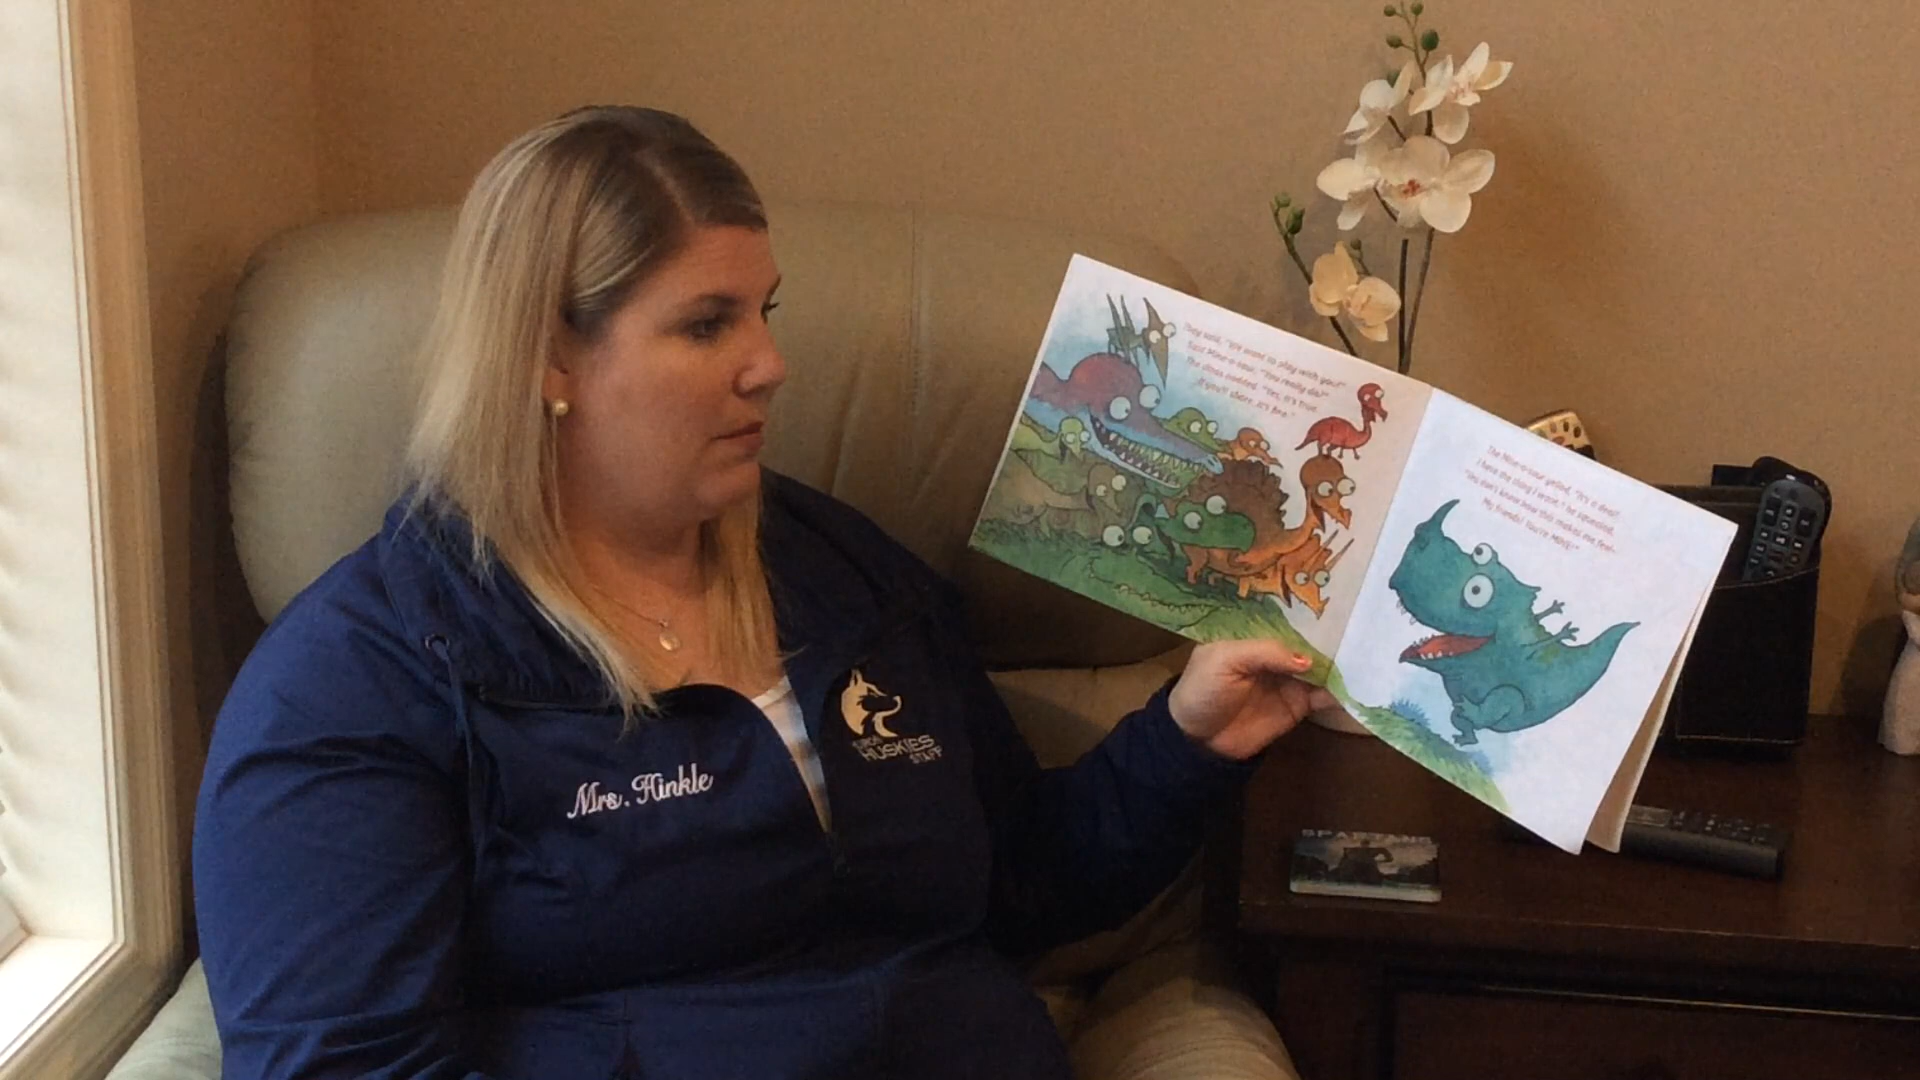 Mrs. Hinkle
HUSKIES
STAFF
They said, "We want to play with you!"
Said Mine-o-saur, "You really do?"
The dinos nodded. "Yes, it's true.
If you'll share, it's fine."
The Mine-o-saur yelled, "It's a deal!
I have the thing I want," he squealed.
"You don't know how this makes me feel–
My friends! You're MINE!"
SPARTANS